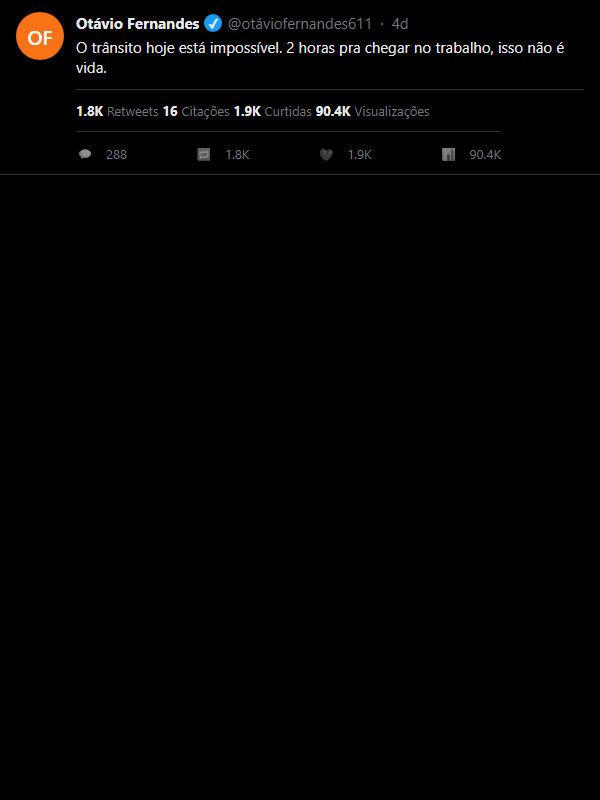 OF
Otávio Fernandes @otáviofernandes611 · 4d
O trânsito hoje está impossível. 2 horas pra chegar no trabalho, isso não é
vida.
1.8K Retweets 16 Citações 1.9K Curtidas 90.4K Visualizações
288 1.8K 1.9K 90.4K